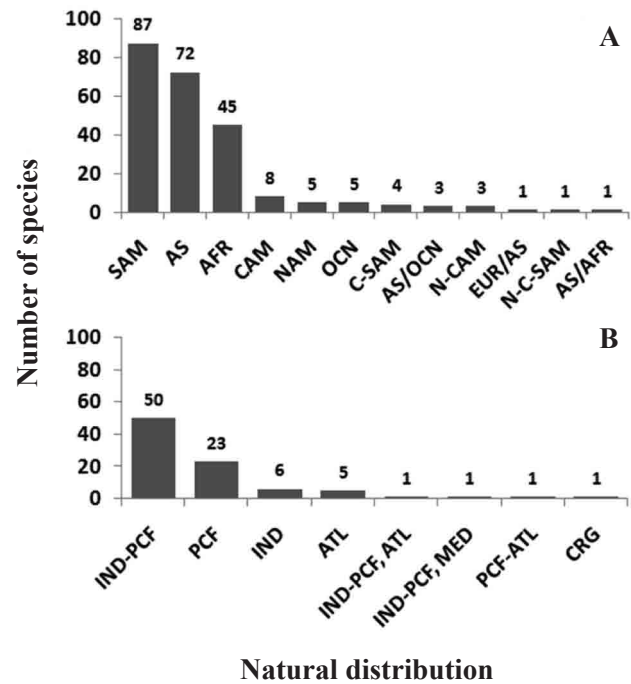 Number of species
A
100
80
60
40
20
0
87
72
45
8
5
5
4
3
3
1
1
1
SAM
AS
AFR
CAM
NAM
OCN
C-SAM
AS/OCN
N-CAM
EUR/AS
N-C-SAM
AS/AFR
B
100
80
60
40
20
0
50
23
6
5
1
1
1
1
IND-PCF
PCF
IND
ATL
IND-PCF, ATL
IND-PCF, MED
PCF-ATL
CRG
Natural distribution